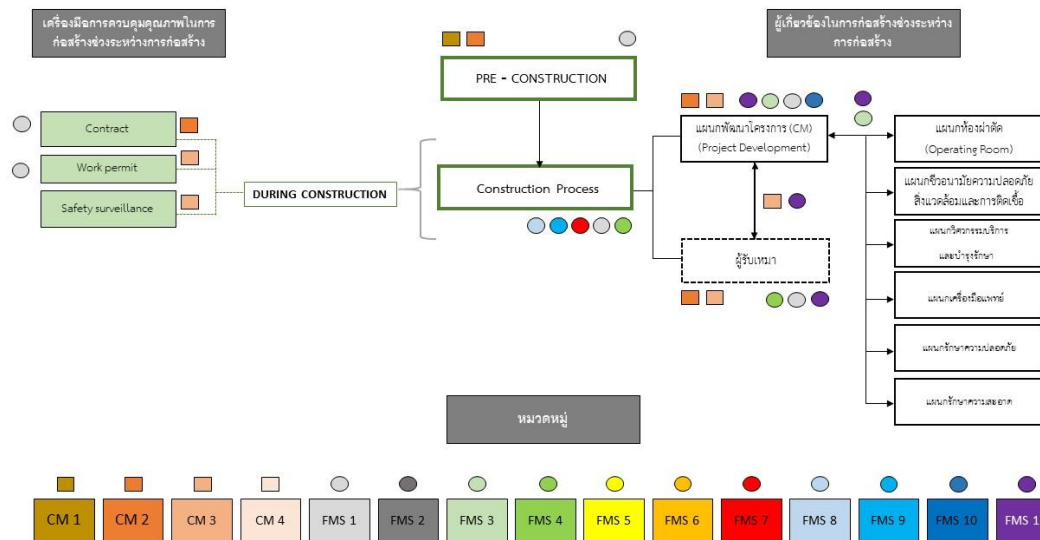 เครื่องมือการควบคุมคุณภาพในการ
ก่อสร้างช่วงระหว่างการก่อสร้าง
ผู้เกี่ยวข้องในการก่อสร้างช่วงระหว่าง
การก่อสร้าง
PRE - CONSTRUCTION
Contract
Work permit
Safety surveillance
DURING CONSTRUCTION
Construction Process
แผนกพัฒนาโครงการ (CM)
(Project Development)
ผู้รับเหมา
แผนกห้องผ่าตัด
(Operating Room)
แผนกชีวอนามัยความปลอดภัย
สิ่งแวดล้อมและการติดเชื้อ
แผนกวิศวกรรมบริการ
และบำรุงรักษา
แผนกเครื่องมือแพทย์
แผนกรักษาความปลอดภัย
แผนกรักษาความสะอาด
หมวดหมู่
CM 1
CM 2
CM 3
CM 4
FMS 1
FMS 2
FMS 3
FMS 4
FMS 5
FMS 6
FMS 7
FMS 8
FMS 9
FMS 10
FMS 1